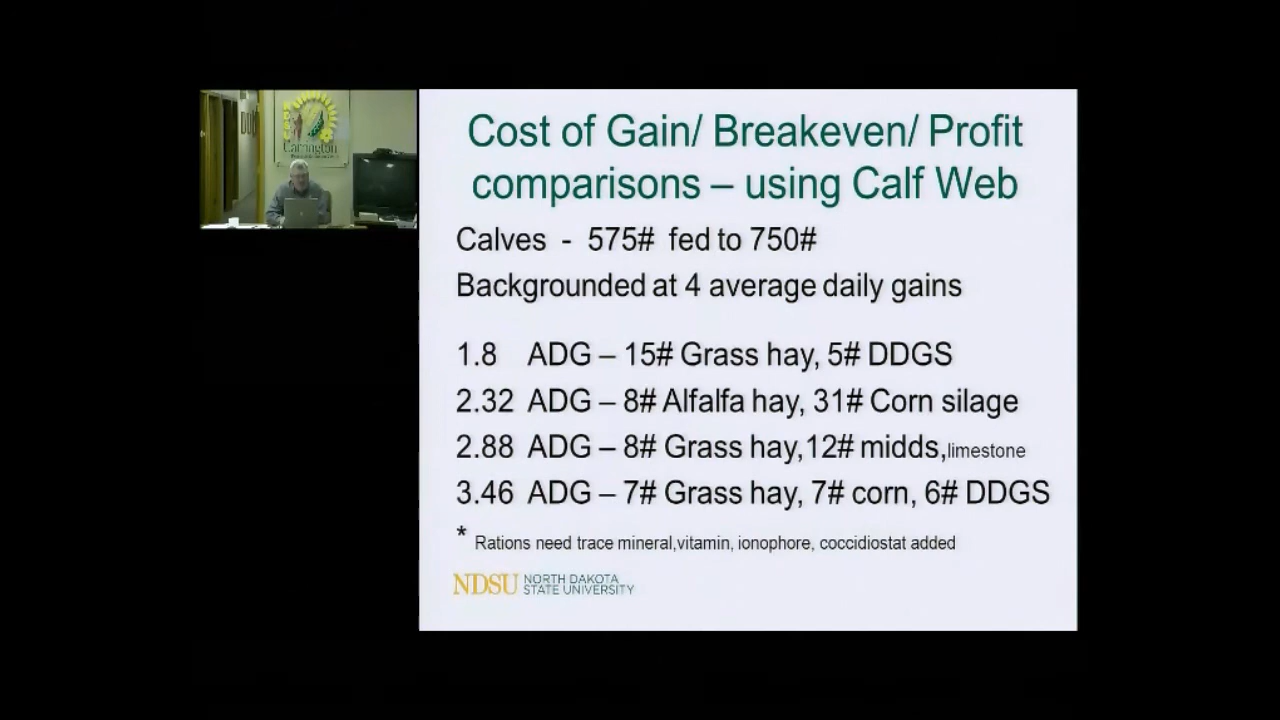 Carrington
Cost of Gain/ Breakeven/ Profit
comparisons – using Calf Web
Calves - 575# fed to 750#
Backgrounded at 4 average daily gains
1.8 ADG – 15# Grass hay, 5# DDGS
2.32 ADG – 8# Alfalfa hay, 31# Corn silage
2.88 ADG – 8# Grass hay,12# midds,limestone
3.46 ADG – 7# Grass hay, 7# corn, 6# DDGS
* Rations need trace mineral,vitamin, ionophore, coccidiostat added
NDSU NORTH DAKOTA
STATE UNIVERSITY